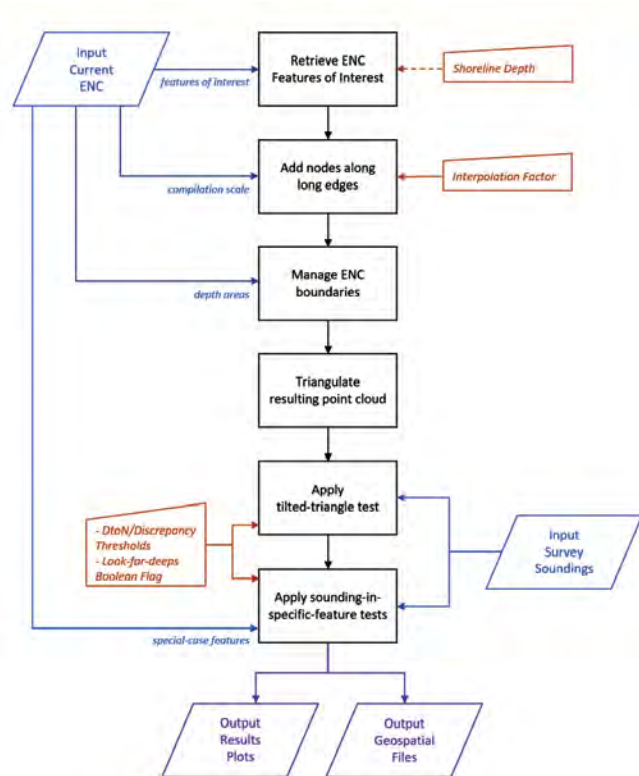 Input
Current
ENC
features of interest
Retrieve ENC
Features of Interest
Shoreline Depth
compilation scale
Add nodes along
long edges
Interpolation Factor
depth areas
Manage ENC
boundaries
Triangulate
resulting point cloud
Apply
tilted-triangle test
- DtoN/Discrepancy
Thresholds
- Look-for-deeps
Boolean Flag
Input
Survey
Soundings
Apply sounding-in-
specific-feature tests
special-case features
Output
Results
Plots
Output
Geospatial
Files